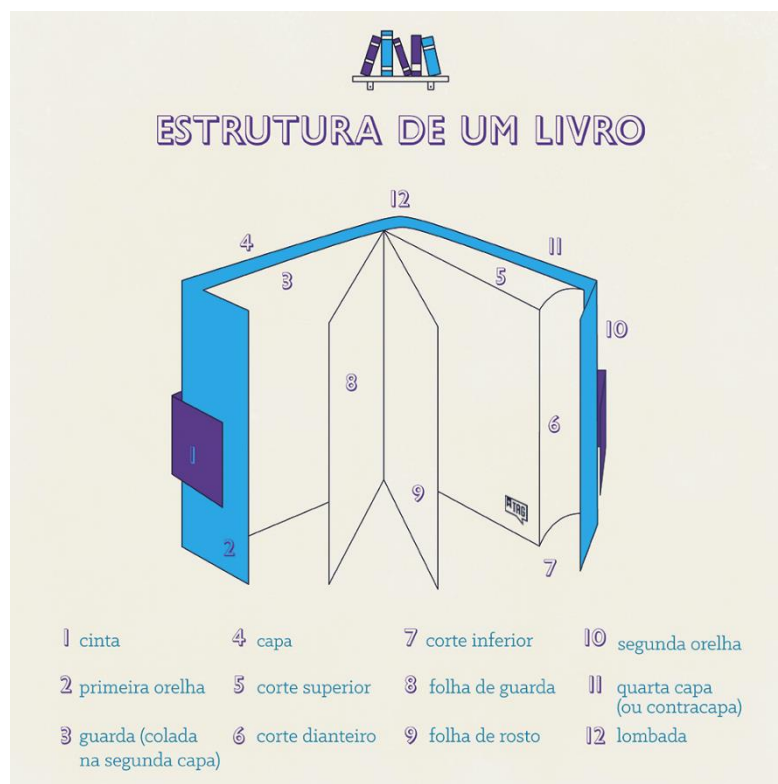 ESTRUTURA DE UM LIVRO
12
4
11
3
5
10
8
6
1
9
TAG
2
7
1 cinta
2 primeira orelha
3 guarda (colada
na segunda capa)
4 capa
5 corte superior
6 corte dianteiro
7 corte inferior
8 folha de guarda
9 folha de rosto
10 segunda orelha
11 quarta capa
(ou contracapa)
12 lombada